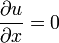 ∂u/∂x = 0